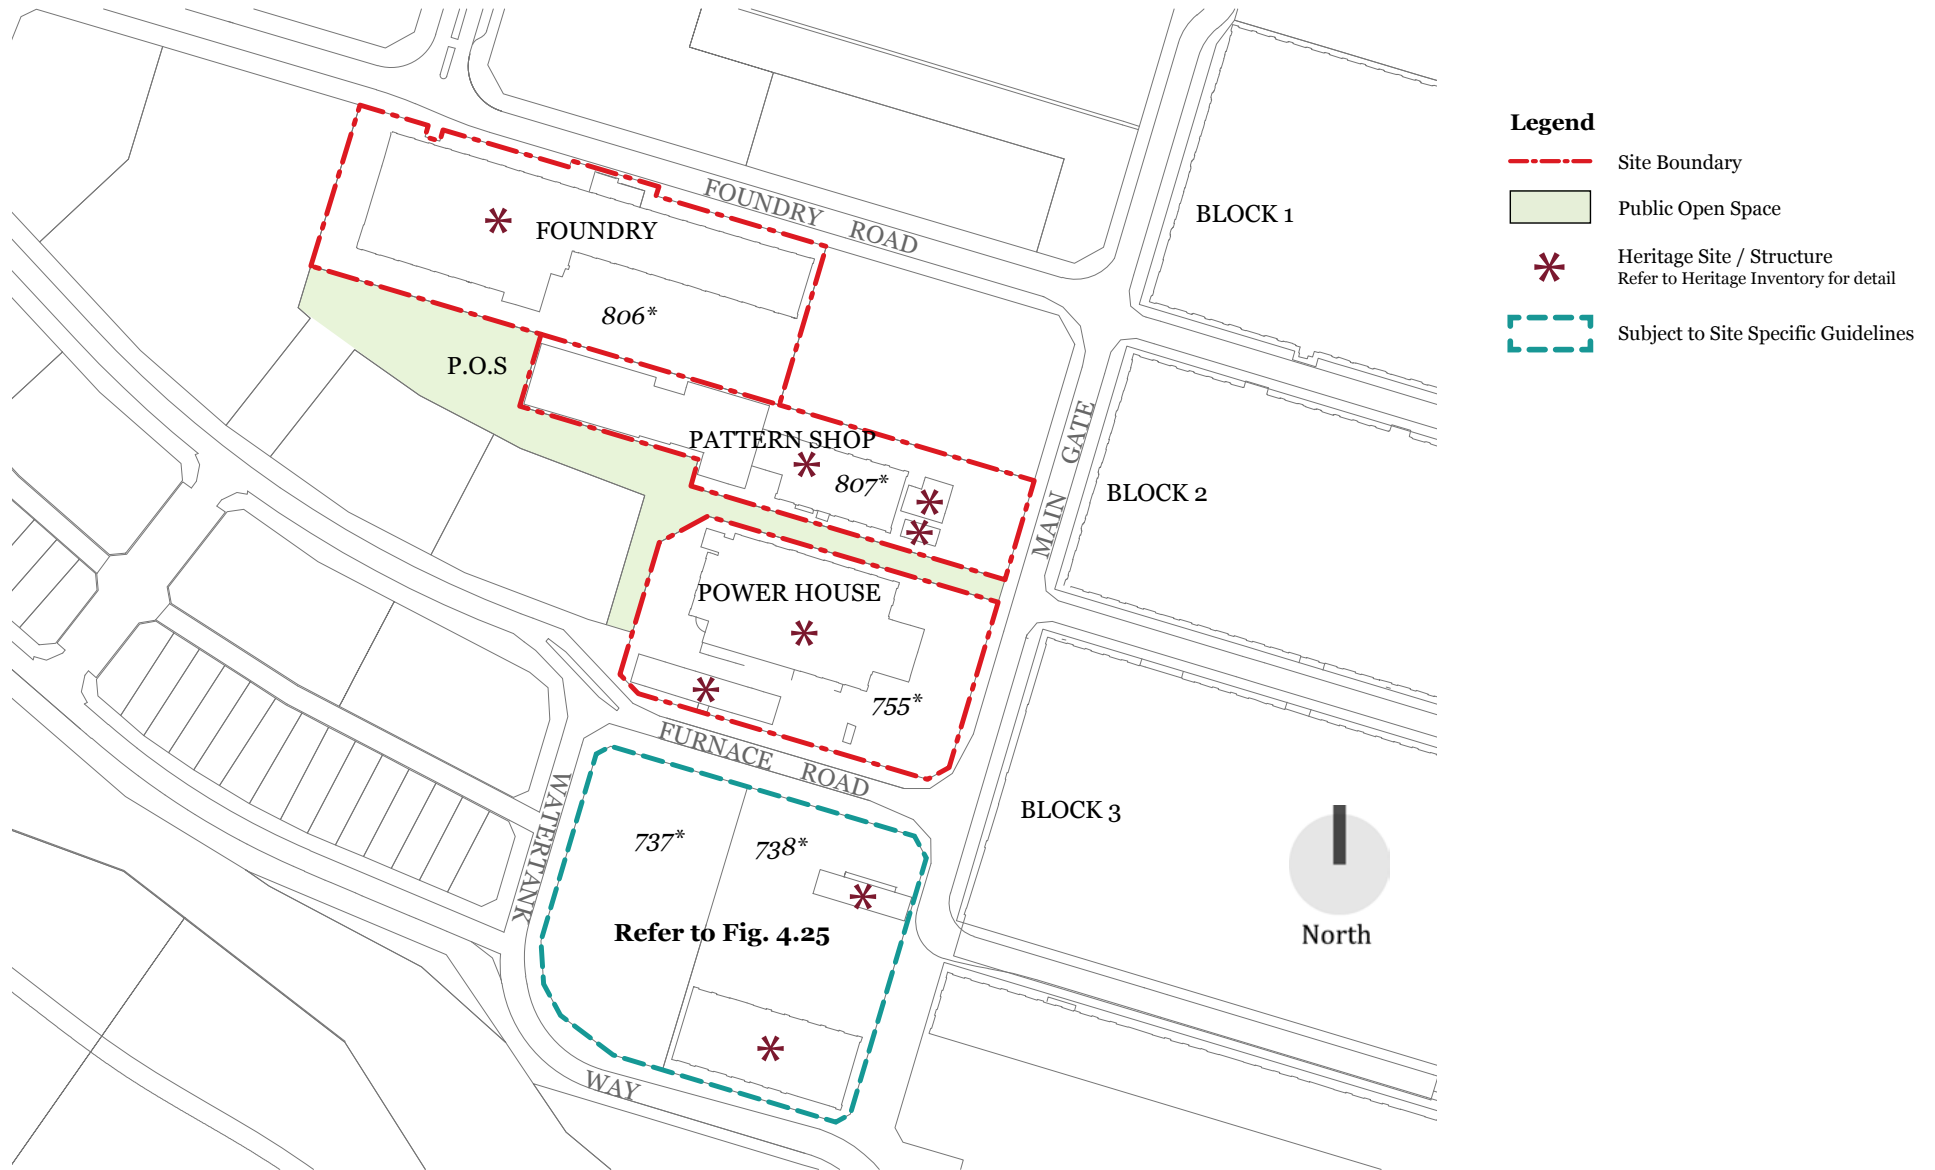 FOUNDRY ROAD
BLOCK 1
FOUNDRY
806*
P.O.S
PATTERN SHOP
807*
MAIN GATE
BLOCK 2
POWER HOUSE
755*
FURNACE ROAD
WATERTANK
737*
738*
BLOCK 3
Refer to Fig. 4.25
WAY
Legend
Site Boundary
Public Open Space
Heritage Site / Structure
Refer to Heritage Inventory for detail
Subject to Site Specific Guidelines
North